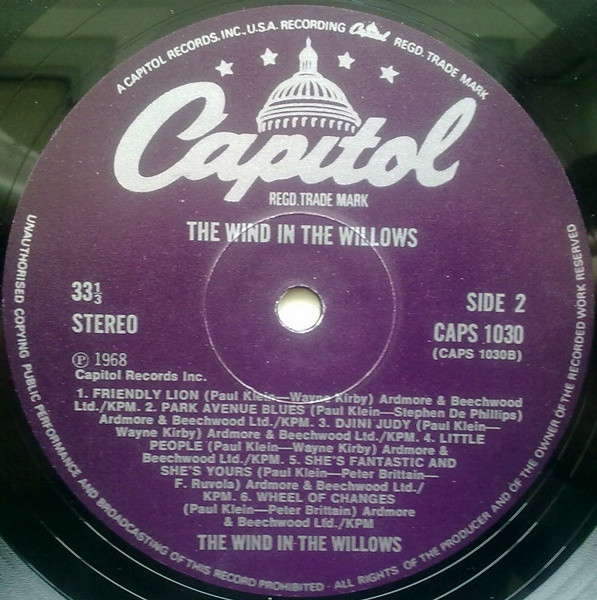 A CAPITOL RECORDS, INC., U.S.A. RECORDING Capitol REGD. TRADE MARK
Capitol
REGD. TRADE MARK
THE WIND IN THE WILLOWS
33⅓
STEREO
SIDE 2
CAPS 1030
(CAPS 1030B)
Ⓟ 1968
Capitol Records Inc.
1. FRIENDLY LION (Paul Klein—Wayne Kirby) Ardmore & Beechwood
Ltd./KPM. 2. PARK AVENUE BLUES (Paul Klein—Stephen De Phillips)
Ardmore & Beechwood Ltd./KPM. 3. DJINI JUDY (Paul Klein—
Wayne Kirby) Ardmore & Beechwood Ltd./KPM. 4. LITTLE
PEOPLE (Paul Klein—Wayne Kirby) Ardmore &
Beechwood Ltd./KPM. 5. SHE'S FANTASTIC AND
SHE'S YOURS (Paul Klein—Peter Brittain—
F. Ruvola) Ardmore & Beechwood Ltd./
KPM. 6. WHEEL OF CHANGES
(Paul Klein—Peter Brittain) Ardmore
& Beechwood Ltd./KPM
THE WIND IN THE WILLOWS
UNAUTHORISED COPYING PUBLIC PERFORMANCE AND BROADCASTING OF THIS RECORD PROHIBITED · ALL RIGHTS OF THE PRODUCER AND OF THE OWNER OF THE RECORDED WORK RESERVED